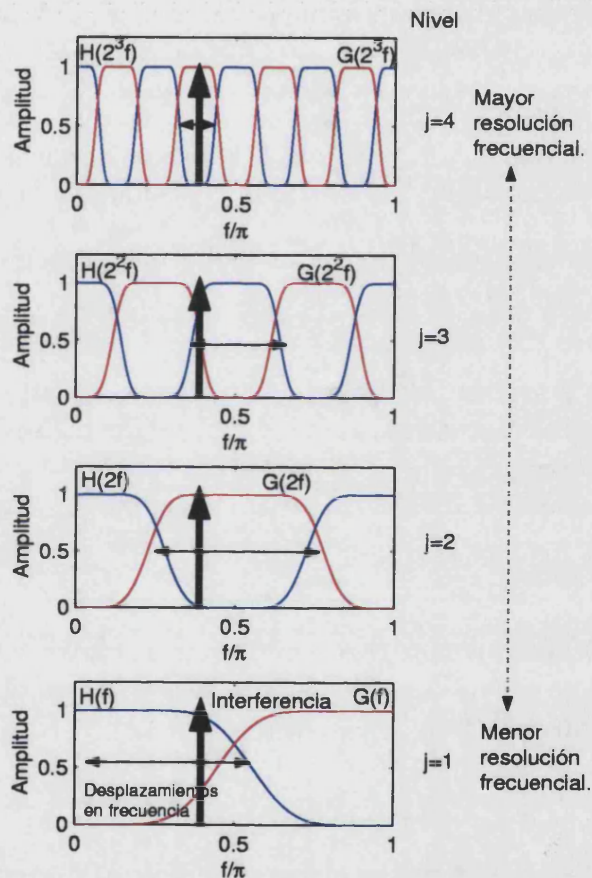 Nivel
H(2³f) G(2³f)
1
0.5
0
Amplitud
0 0.5 1
f/π
j=4
Mayor
resolución
frecuencial.
H(2²f) G(2²f)
1
0.5
0
Amplitud
0 0.5 1
f/π
j=3
H(2f) G(2f)
1
0.5
0
Amplitud
0 0.5 1
f/π
j=2
H(f) Interferencia G(f)
1
0.5
0
Amplitud
Desplazamientos
en frecuencia
0 0.5 1
f/π
j=1
Menor
resolución
frecuencial.